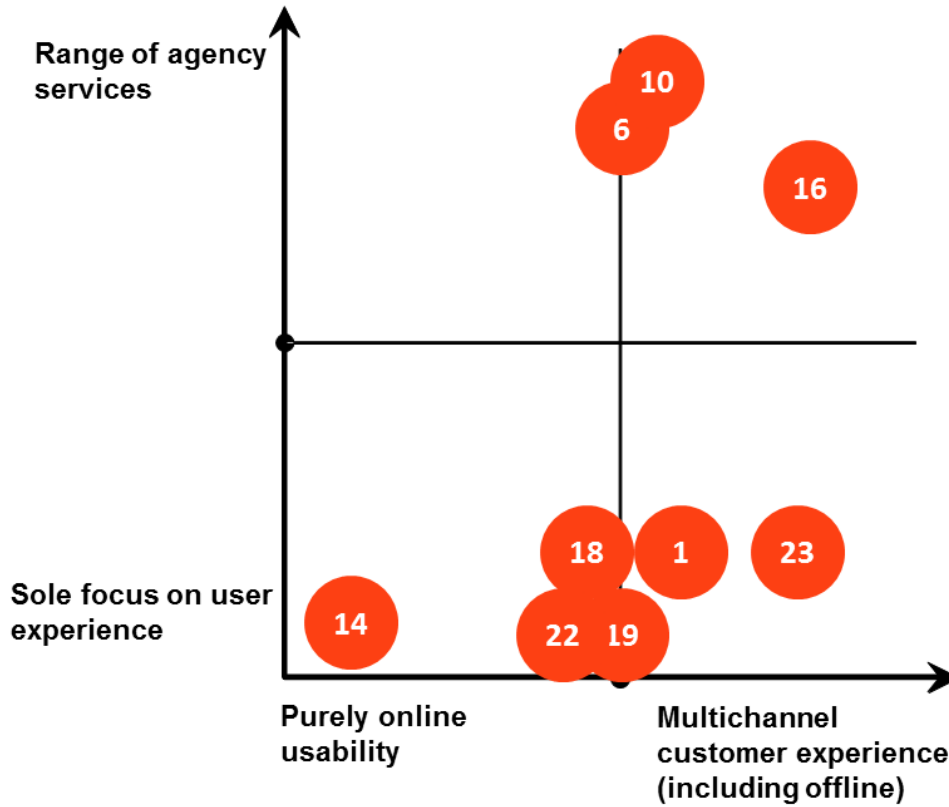 Range of agency
services
10
6
16
18
1
23
Sole focus on user
experience
14
22
19
Purely online
usability
Multichannel
customer experience
(including offline)